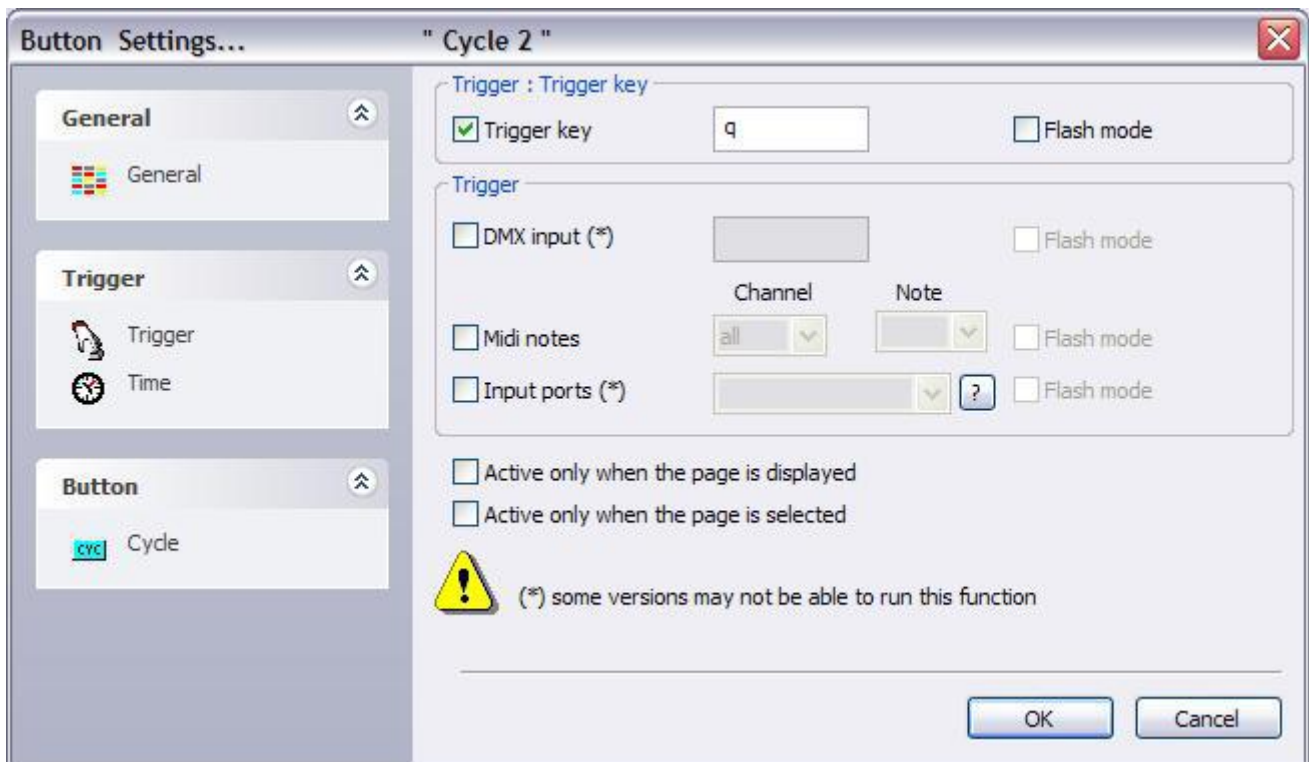 Button Settings... " Cycle 2 "
General
General
Trigger
Trigger
Time
Button
CYC Cycle
Trigger : Trigger key
Trigger key q Flash mode
Trigger
DMX input (*) Flash mode
Channel Note
Midi notes all Flash mode
Input ports (*) ? Flash mode
Active only when the page is displayed
Active only when the page is selected
(*) some versions may not be able to run this function
OK Cancel